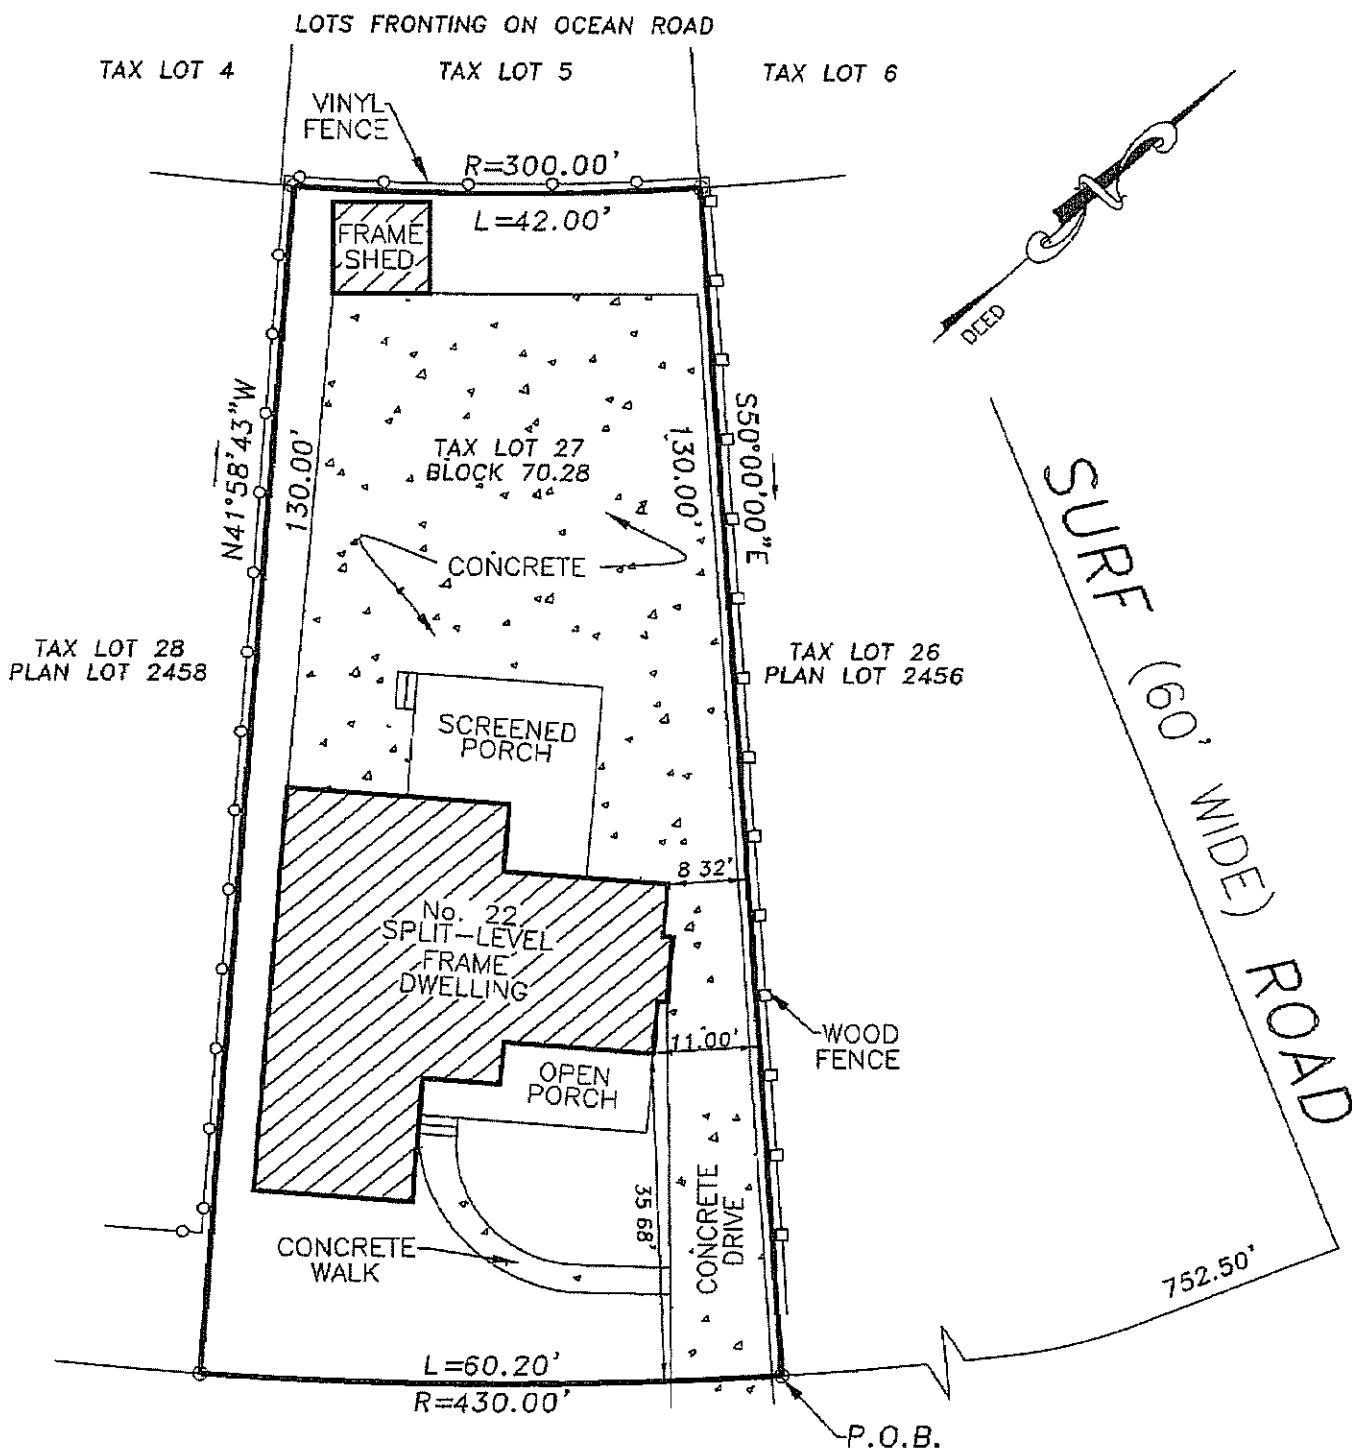 LOTS FRONTING ON OCEAN ROAD
TAX LOT 4
TAX LOT 5
TAX LOT 6
VINYL
FENCE
R=300.00'
L=42.00'
FRAME
SHED
DEED
N41°58'43"W
130.00'
TAX LOT 27
BLOCK 70.28
130.00'
S50°00'00"E
CONCRETE
SURF (60' WIDE) ROAD
TAX LOT 28
PLAN LOT 2458
TAX LOT 26
PLAN LOT 2456
SCREENED
PORCH
8 32'
No. 22
SPLIT-LEVEL
FRAME
DWELLING
11.00'
WOOD
FENCE
OPEN
PORCH
35 68'
CONCRETE
DRIVE
CONCRETE
WALK
752.50'
L=60.20'
R=430.00'
P.O.B.